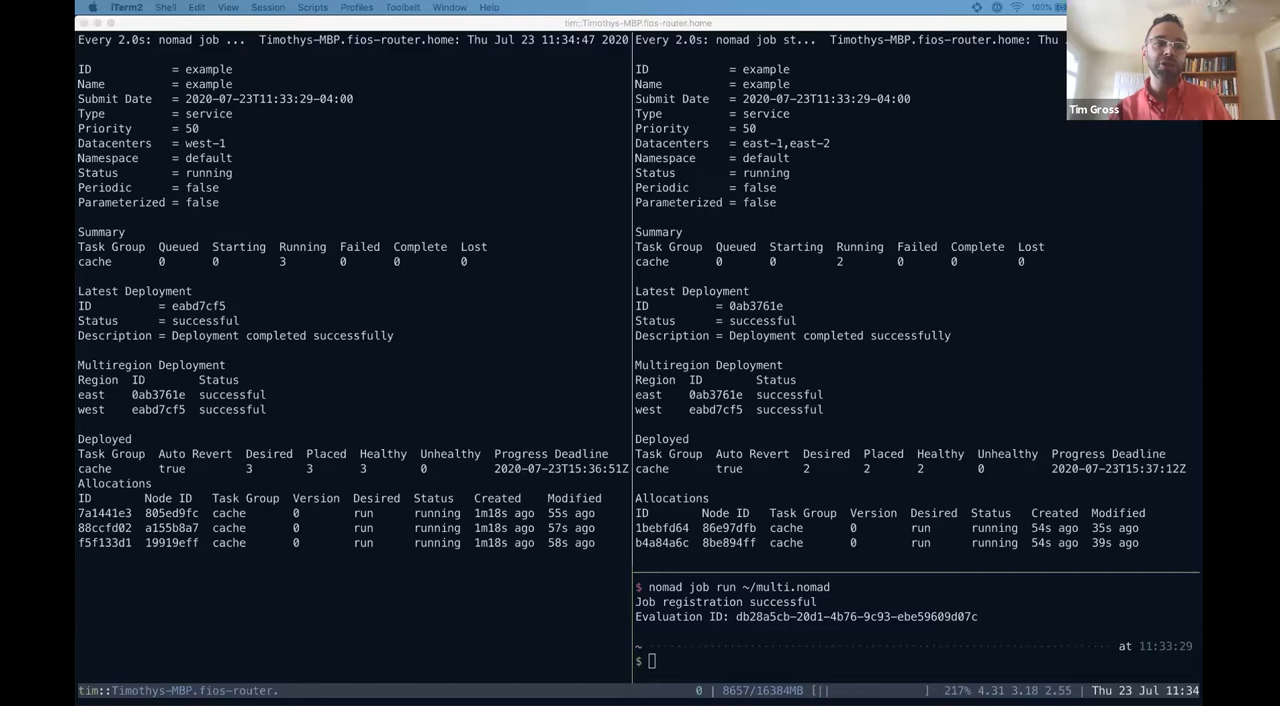 iTerm2 Shell Edit View Session Scripts Profiles Toolbelt Window Help 100%
tim::Timothys-MBP.fios-router.home
Every 2.0s: nomad job ... Timothys-MBP.fios-router.home: Thu Jul 23 11:34:47 2020
ID = example
Name = example
Submit Date = 2020-07-23T11:33:29-04:00
Type = service
Priority = 50
Datacenters = west-1
Namespace = default
Status = running
Periodic = false
Parameterized = false
Summary
Task Group Queued Starting Running Failed Complete Lost
cache 0 0 3 0 0 0
Latest Deployment
ID = eabd7cf5
Status = successful
Description = Deployment completed successfully
Multiregion Deployment
Region ID Status
east 0ab3761e successful
west eabd7cf5 successful
Deployed
Task Group Auto Revert Desired Placed Healthy Unhealthy Progress Deadline
cache true 3 3 3 0 2020-07-23T15:36:51Z
Allocations
ID Node ID Task Group Version Desired Status Created Modified
7a1441e3 805ed9fc cache 0 run running 1m18s ago 55s ago
88ccfd02 a155b8a7 cache 0 run running 1m18s ago 57s ago
f5f133d1 19919eff cache 0 run running 1m18s ago 58s ago
Every 2.0s: nomad job st... Timothys-MBP.fios-router.home: Thu
ID = example
Name = example
Submit Date = 2020-07-23T11:33:29-04:00
Type = service
Priority = 50
Datacenters = east-1,east-2
Namespace = default
Status = running
Periodic = false
Parameterized = false
Summary
Task Group Queued Starting Running Failed Complete Lost
cache 0 0 2 0 0 0
Latest Deployment
ID = 0ab3761e
Status = successful
Description = Deployment completed successfully
Multiregion Deployment
Region ID Status
east 0ab3761e successful
west eabd7cf5 successful
Deployed
Task Group Auto Revert Desired Placed Healthy Unhealthy Progress Deadline
cache true 2 2 2 0 2020-07-23T15:37:12Z
Allocations
ID Node ID Task Group Version Desired Status Created Modified
1bebfd64 86e97dfb cache 0 run running 54s ago 35s ago
b4a84a6c 8be894ff cache 0 run running 54s ago 39s ago
$ nomad job run ~/multi.nomad
Job registration successful
Evaluation ID: db28a5cb-20d1-4b76-9c93-ebe59609d07c
~ at 11:33:29
$
tim::Timothys-MBP.fios-router. 0 | 8657/16384MB [|| ] 217% 4.31 3.18 2.55 | Thu 23 Jul 11:34
Tim Gross